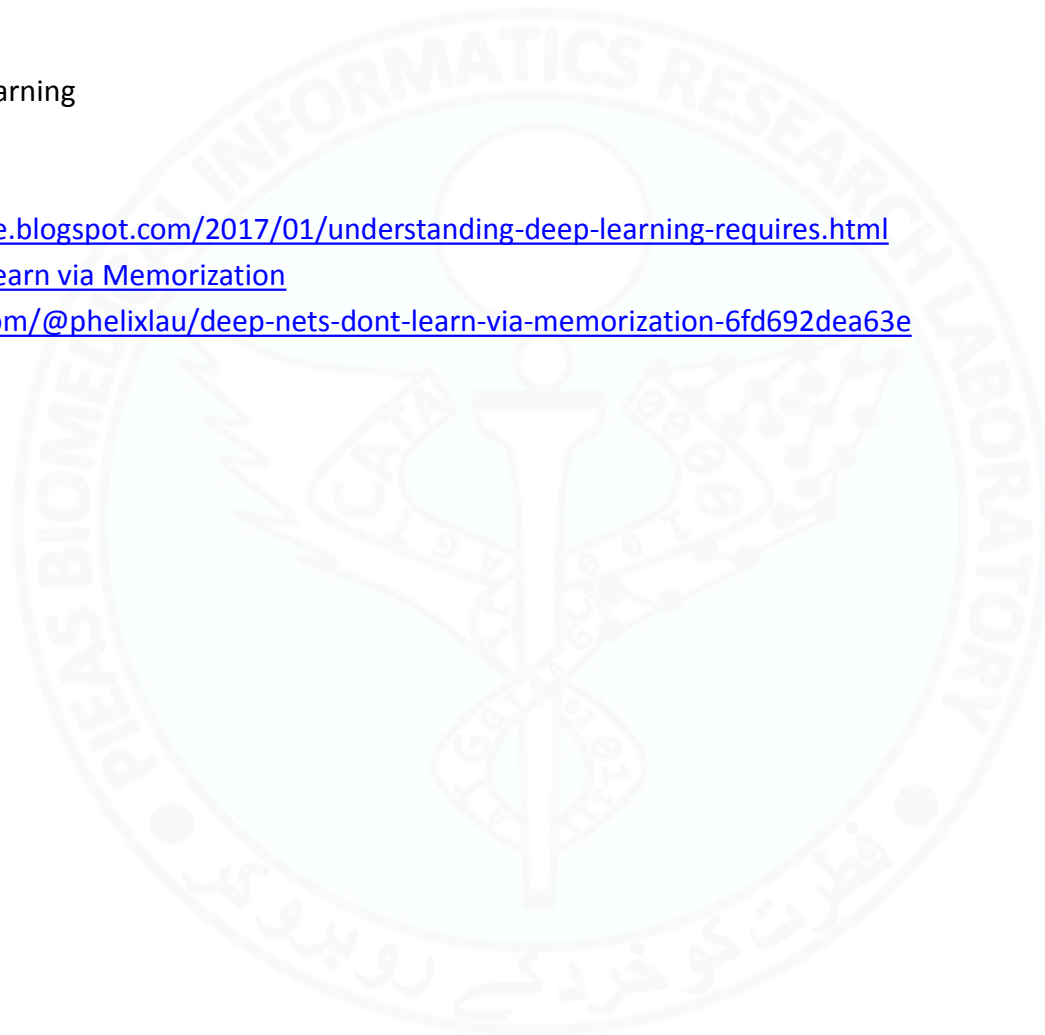 arning
e.blogspot.com/2017/01/understanding-deep-learning-requires.html
earn via Memorization
om/@phelixlau/deep-nets-dont-learn-via-memorization-6fd692dea63e
PIEAS BIOMEDICAL INFORMATICS RESEARCH LABORATORY
فطرت کو خرد کے روبرو کر